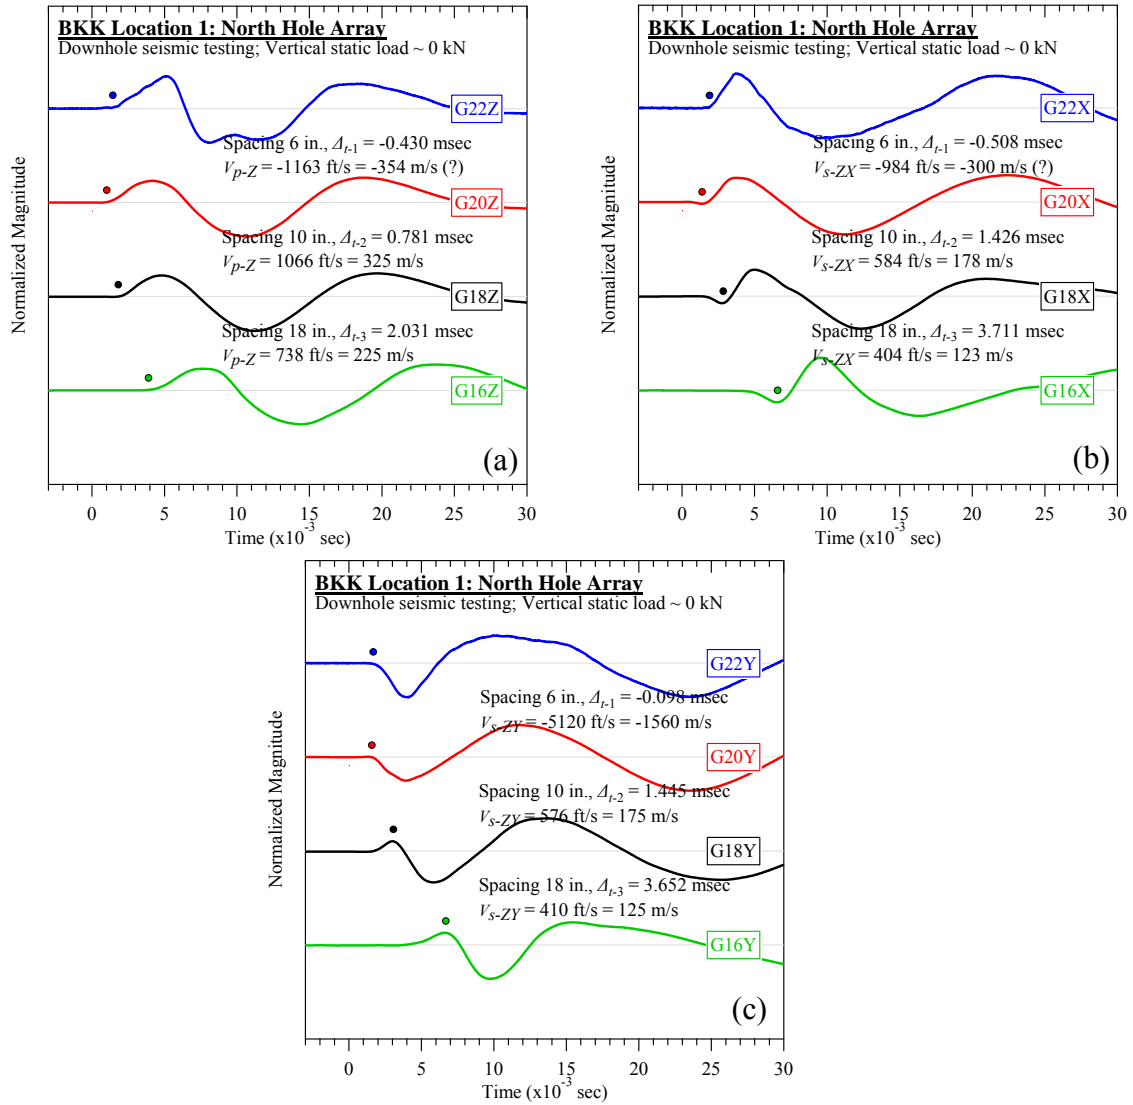 BKK Location 1: North Hole Array
Downhole seismic testing; Vertical static load ~ 0 kN
G22Z
Spacing 6 in., Δt-1 = -0.430 msec
Vp-Z = -1163 ft/s = -354 m/s (?)
G20Z
Spacing 10 in., Δt-2 = 0.781 msec
Vp-Z = 1066 ft/s = 325 m/s
G18Z
Spacing 18 in., Δt-3 = 2.031 msec
Vp-Z = 738 ft/s = 225 m/s
G16Z
(a)
Normalized Magnitude
0 10 20 30
Time (x10-3 sec)
BKK Location 1: North Hole Array
Downhole seismic testing; Vertical static load ~ 0 kN
G22X
Spacing 6 in., Δt-1 = -0.508 msec
Vs-ZX = -984 ft/s = -300 m/s (?)
G20X
Spacing 10 in., Δt-2 = 1.426 msec
Vs-ZX = 584 ft/s = 178 m/s
G18X
Spacing 18 in., Δt-3 = 3.711 msec
Vs-ZX = 404 ft/s = 123 m/s
G16X
(b)
Normalized Magnitude
0 10 20 30
Time (x10-3 sec)
BKK Location 1: North Hole Array
Downhole seismic testing; Vertical static load ~ 0 kN
G22Y
Spacing 6 in., Δt-1 = -0.098 msec
Vs-ZY = -5120 ft/s = -1560 m/s
G20Y
Spacing 10 in., Δt-2 = 1.445 msec
Vs-ZY = 576 ft/s = 175 m/s
G18Y
Spacing 18 in., Δt-3 = 3.652 msec
Vs-ZY = 410 ft/s = 125 m/s
G16Y
(c)
Normalized Magnitude
0 10 20 30
Time (x10-3 sec)